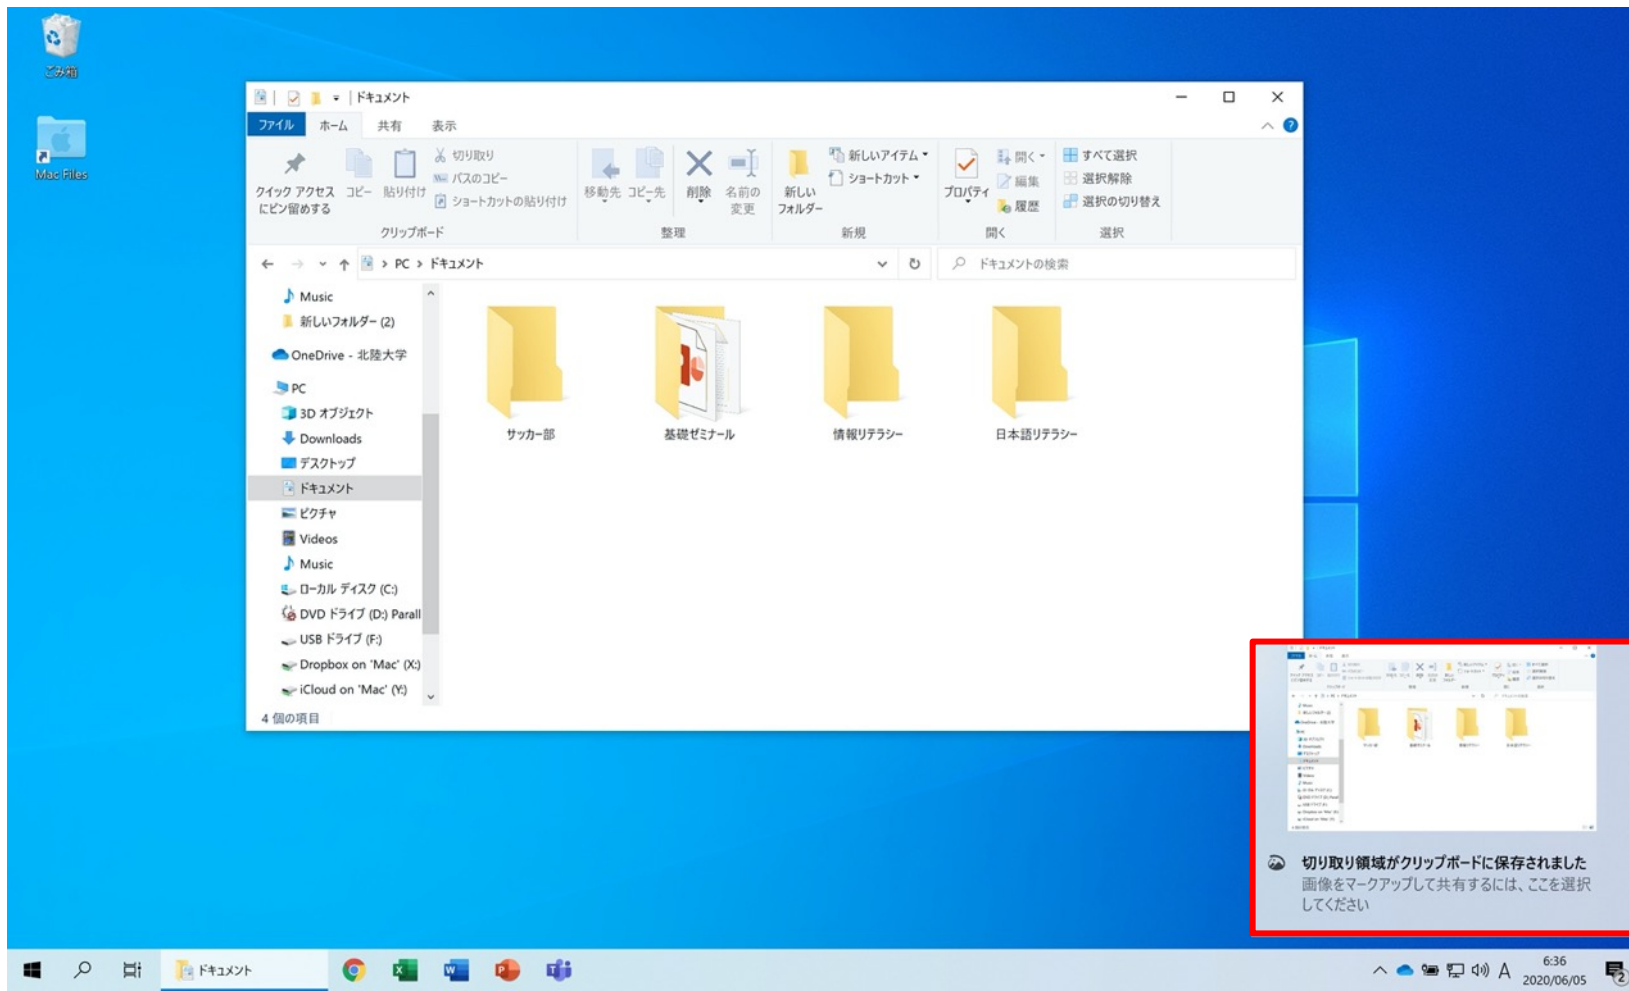 ごみ箱
Mac Files
ドキュメント
ファイル ホーム 共有 表示
クイック アクセス
にピン留めする
コピー
貼り付け
切り取り
パスのコピー
ショートカットの貼り付け
クリップボード
移動先
コピー先
削除
名前の
変更
整理
新しい
フォルダー
新しいアイテム
ショートカット
新規
プロパティ
開く
編集
履歴
開く
すべて選択
選択解除
選択の切り替え
選択
PC > ドキュメント
ドキュメントの検索
Music
新しいフォルダー (2)
OneDrive - 北陸大学
PC
3D オブジェクト
Downloads
デスクトップ
ドキュメント
ピクチャ
Videos
Music
ローカル ディスク (C:)
DVD ドライブ (D:) Parall
USB ドライブ (F:)
Dropbox on 'Mac' (X:)
iCloud on 'Mac' (Y:)
サッカー部
基礎ゼミナール
情報リテラシー
日本語リテラシー
4 個の項目
切り取り領域がクリップボードに保存されました
画像をマークアップして共有するには、ここを選択
してください
ドキュメント
A
6:36
2020/06/05
2